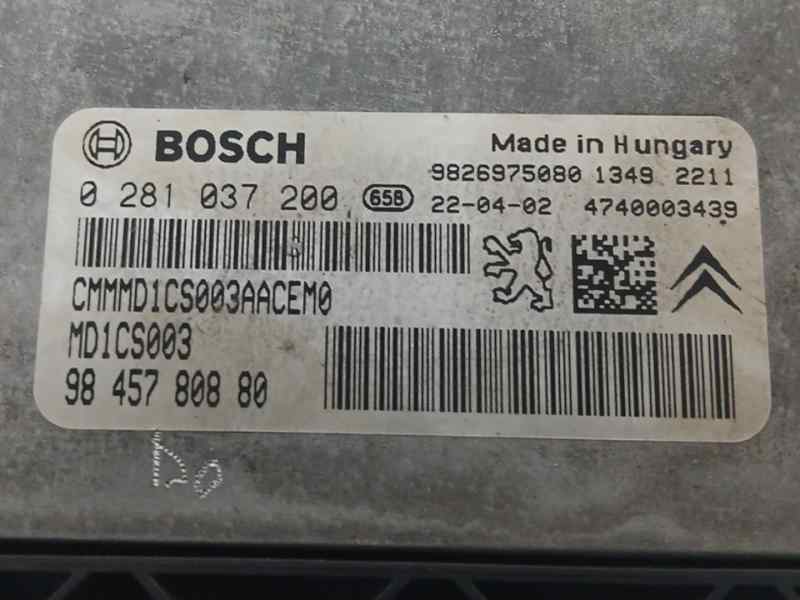 BOSCH
Made in Hungary
9826975080 1349 2211
0 281 037 200 65B
22-04-02 4740003439
CMMMD1CS003AACEM0
MD1CS003
98 457 808 80